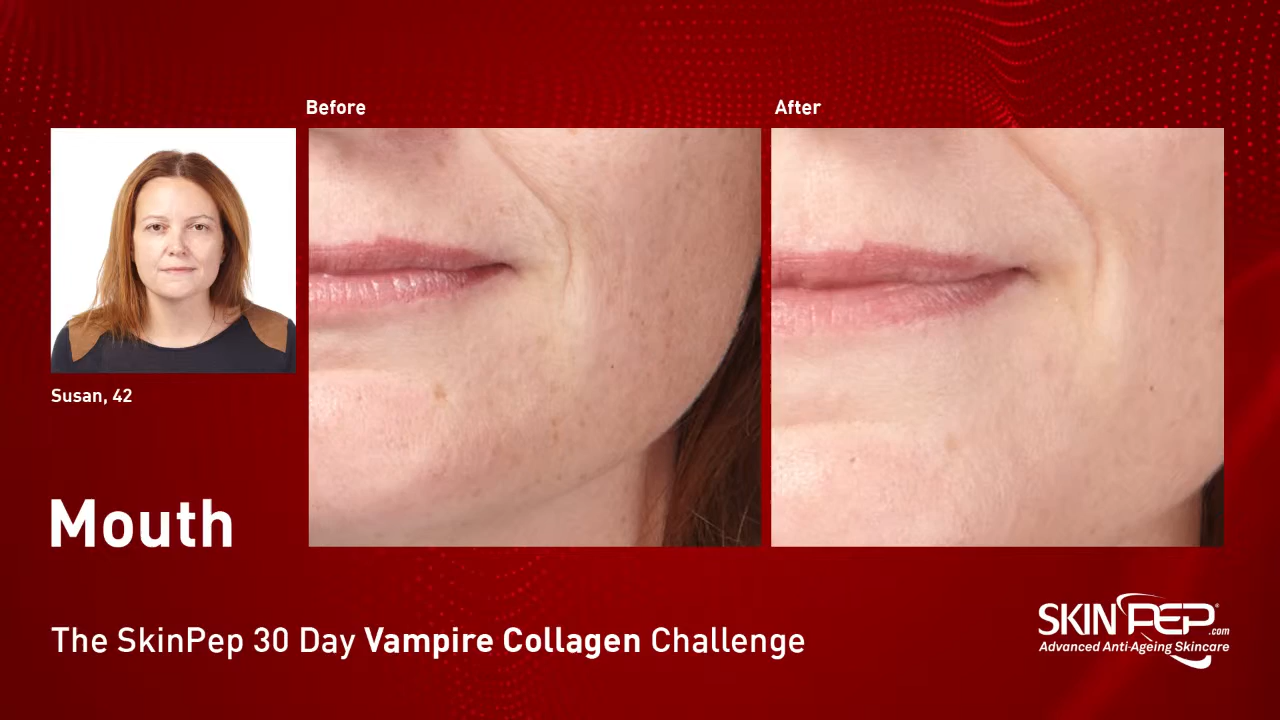 Before
After
Susan, 42
Mouth
The SkinPep 30 Day Vampire Collagen Challenge
SKINPEP®.com
Advanced Anti-Ageing Skincare